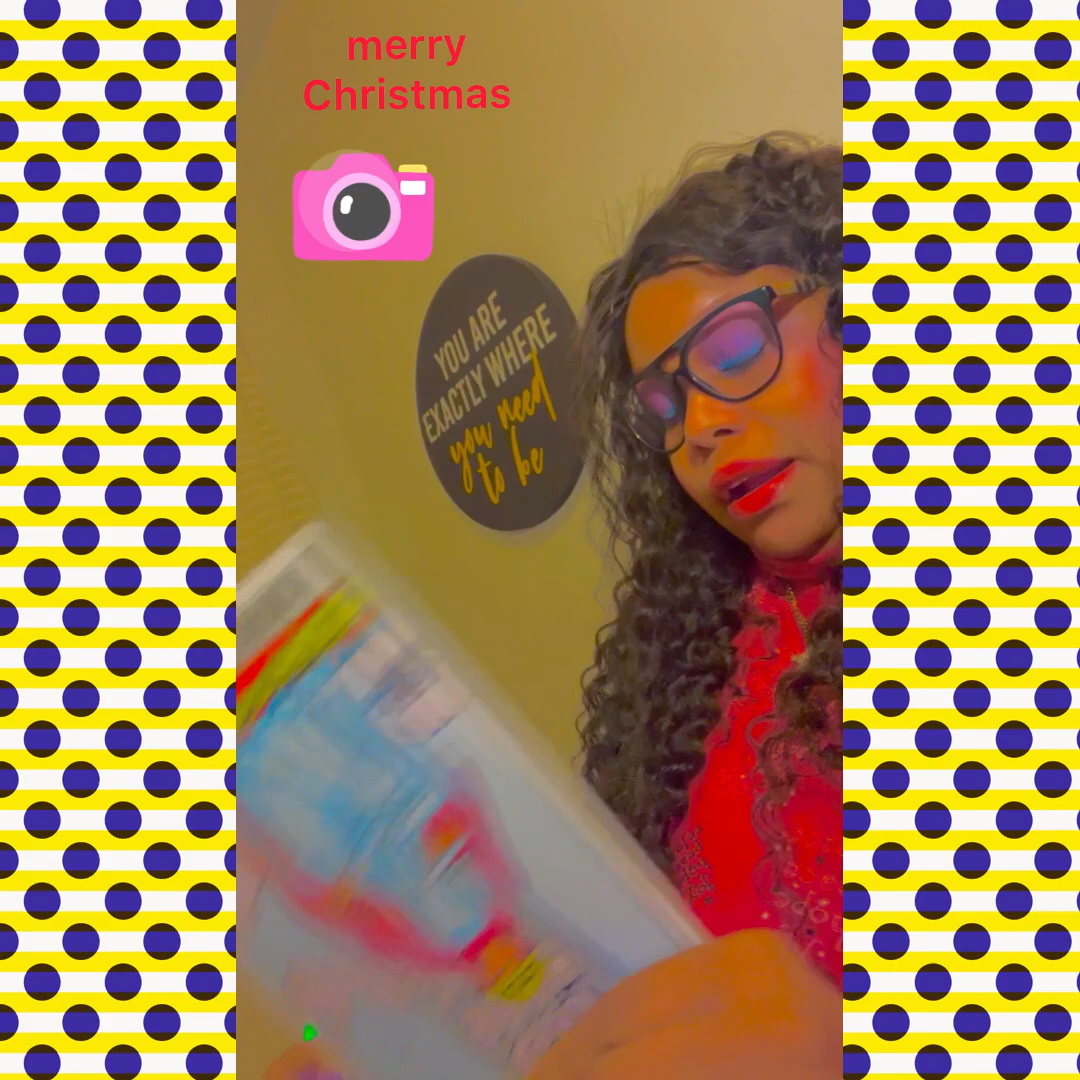 merry
Christmas
YOU ARE
EXACTLY WHERE
you need
to be